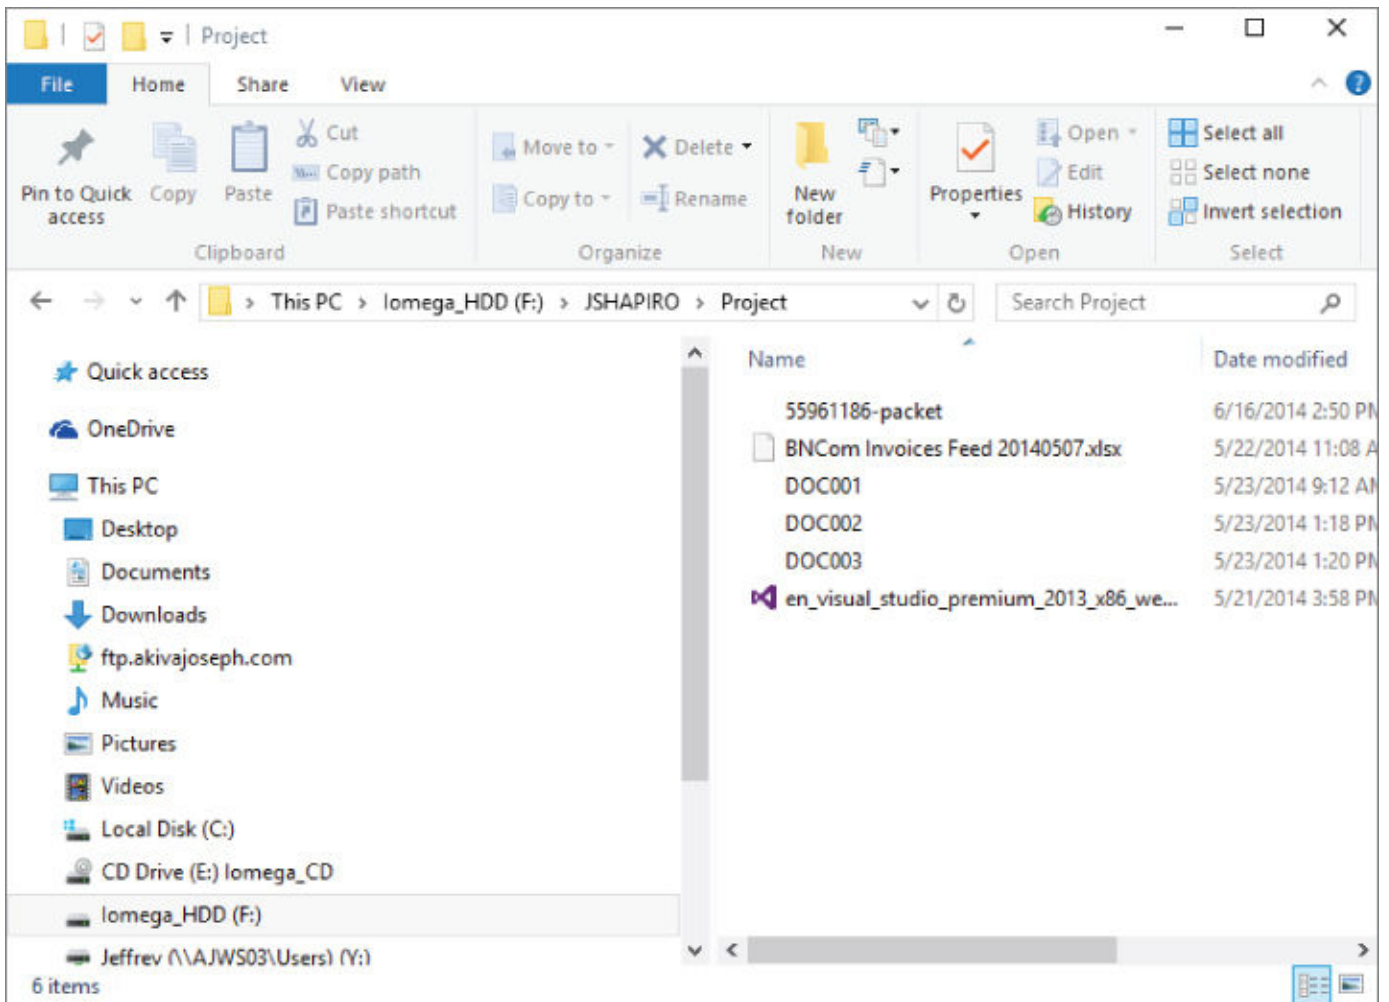 Project
File Home Share View
Pin to Quick access
Copy
Paste
Cut
Copy path
Paste shortcut
Clipboard
Move to
Copy to
Delete
Rename
Organize
New folder
New
Properties
Open
Edit
History
Open
Select all
Select none
Invert selection
Select
This PC > Iomega_HDD (F:) > JSHAPIRO > Project
Search Project
Quick access
OneDrive
This PC
Desktop
Documents
Downloads
ftp.akivajoseph.com
Music
Pictures
Videos
Local Disk (C:)
CD Drive (E:) Iomega_CD
Iomega_HDD (F:)
Jeffrey (\\AJWS03\Users) (Y:)
Name Date modified
55961186-packet 6/16/2014 2:50 PM
BNCom Invoices Feed 20140507.xlsx 5/22/2014 11:08 A
DOC001 5/23/2014 9:12 AM
DOC002 5/23/2014 1:18 PM
DOC003 5/23/2014 1:20 PM
en_visual_studio_premium_2013_x86_we... 5/21/2014 3:58 PM
6 items